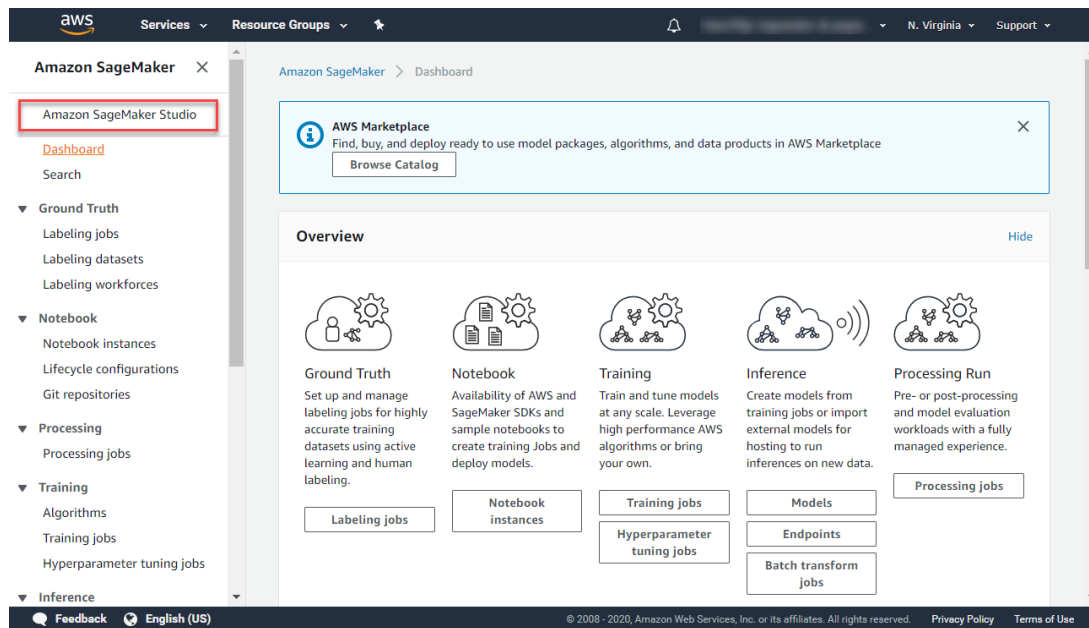 aws Services Resource Groups N. Virginia Support
Amazon SageMaker
Amazon SageMaker Studio
Dashboard
Search
Ground Truth
Labeling jobs
Labeling datasets
Labeling workforces
Notebook
Notebook instances
Lifecycle configurations
Git repositories
Processing
Processing jobs
Training
Algorithms
Training jobs
Hyperparameter tuning jobs
Inference
Amazon SageMaker > Dashboard
AWS Marketplace
Find, buy, and deploy ready to use model packages, algorithms, and data products in AWS Marketplace
Browse Catalog
Overview Hide
Ground Truth
Set up and manage
labeling jobs for highly
accurate training
datasets using active
learning and human
labeling.
Labeling jobs
Notebook
Availability of AWS and
SageMaker SDKs and
sample notebooks to
create training Jobs and
deploy models.
Notebook
instances
Training
Train and tune models
at any scale. Leverage
high performance AWS
algorithms or bring
your own.
Training jobs
Hyperparameter
tuning jobs
Inference
Create models from
training jobs or import
external models for
hosting to run
inferences on new data.
Models
Endpoints
Batch transform
jobs
Processing Run
Pre- or post-processing
and model evaluation
workloads with a fully
managed experience.
Processing jobs
Feedback English (US) © 2008 - 2020, Amazon Web Services, Inc. or its affiliates. All rights reserved. Privacy Policy Terms of Use